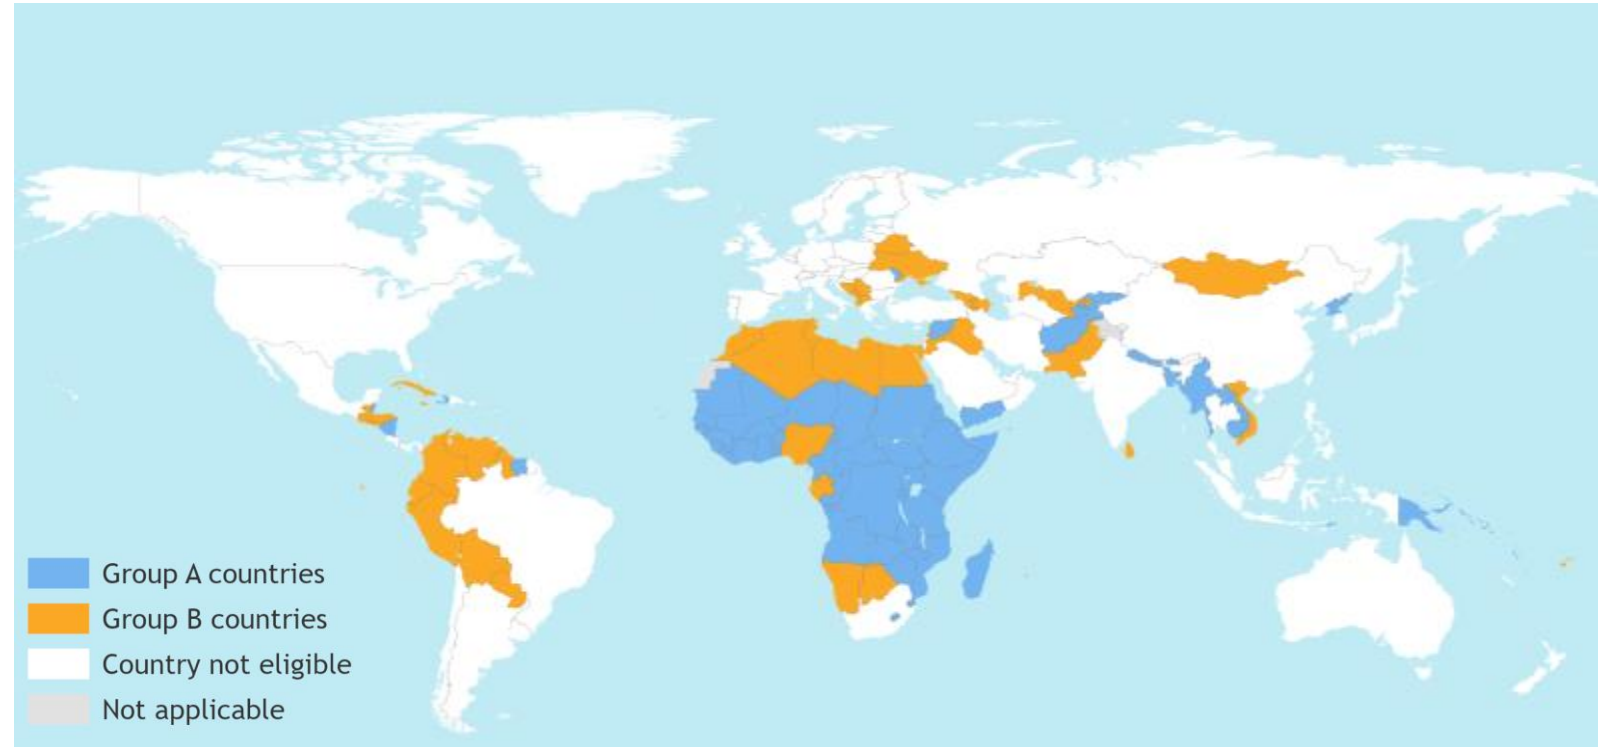 Group A countries
Group B countries
Country not eligible
Not applicable